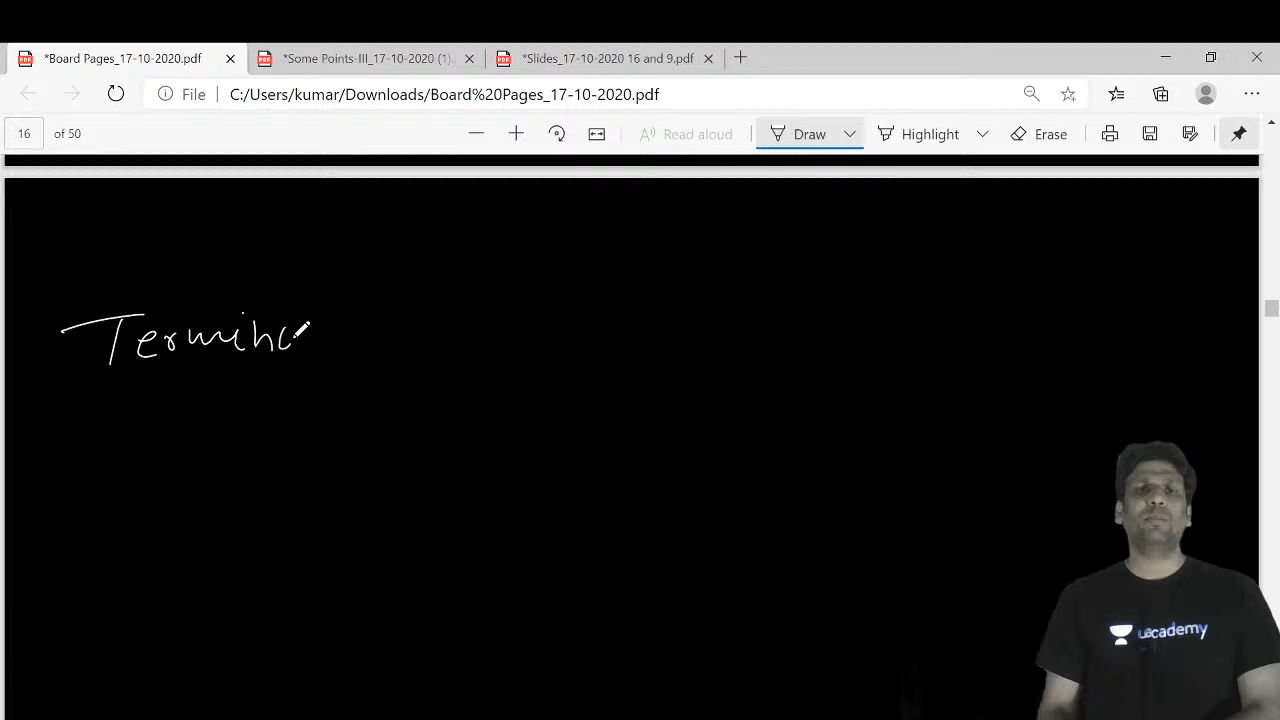 *Board Pages_17-10-2020.pdf
*Some Points-III_17-10-2020 (1).
*Slides_17-10-2020 16 and 9.pdf
File C:/Users/kumar/Downloads/Board%20Pages_17-10-2020.pdf
16 of 50 Read aloud Draw Highlight Erase
Termina
unacademy